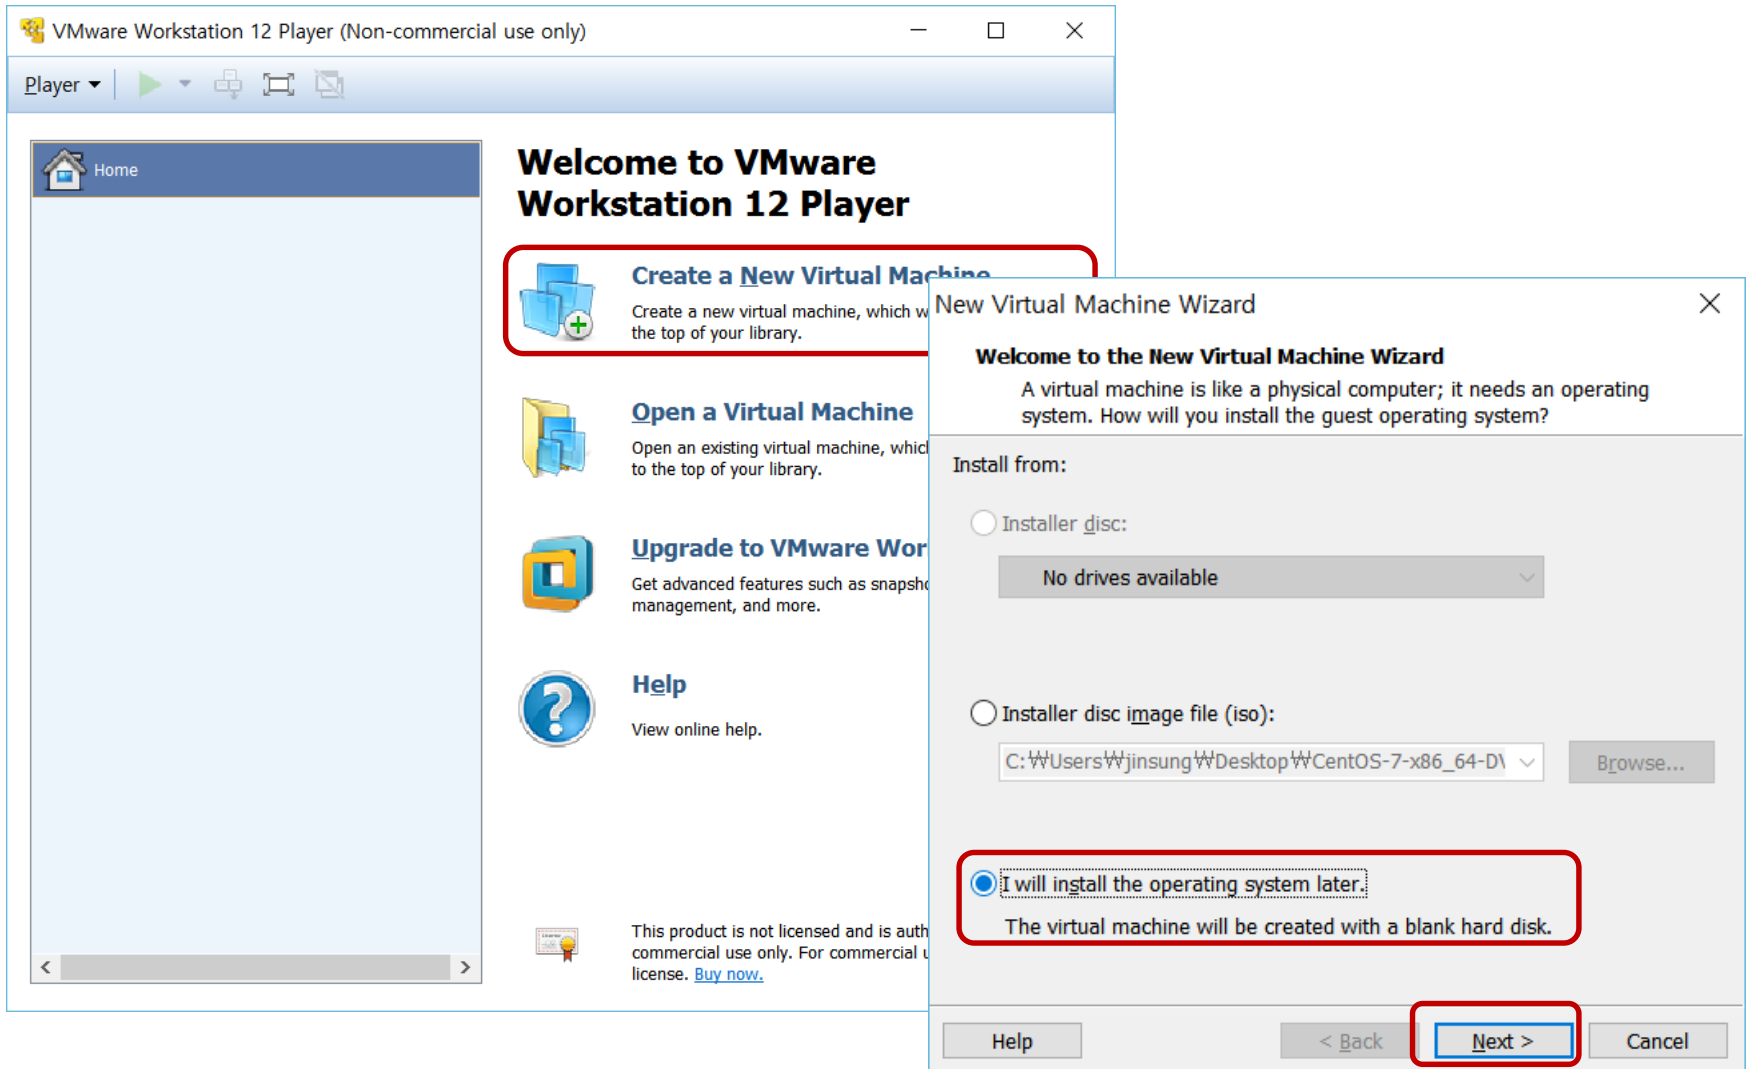 VMware Workstation 12 Player (Non-commercial use only)
Player
Home
Welcome to VMware
Workstation 12 Player
Create a New Virtual Machine
Create a new virtual machine, which
the top of your library.
Open a Virtual Machine
Open an existing virtual machine,
to the top of your library.
Upgrade to VMware
Get advanced features such as
management, and more.
Help
View online help.
This product is not licensed and is
commercial use only. For commercial
license. Buy now.
New Virtual Machine Wizard
Welcome to the New Virtual Machine Wizard
A virtual machine is like a physical computer; it needs an operating
system. How will you install the guest operating system?
Install from:
Installer disc:
No drives available
Installer disc image file (iso):
C:₩Users₩jinsung₩Desktop₩CentOS-7-x86_64-D
Browse...
I will install the operating system later.
The virtual machine will be created with a blank hard disk.
Help
< Back
Next >
Cancel